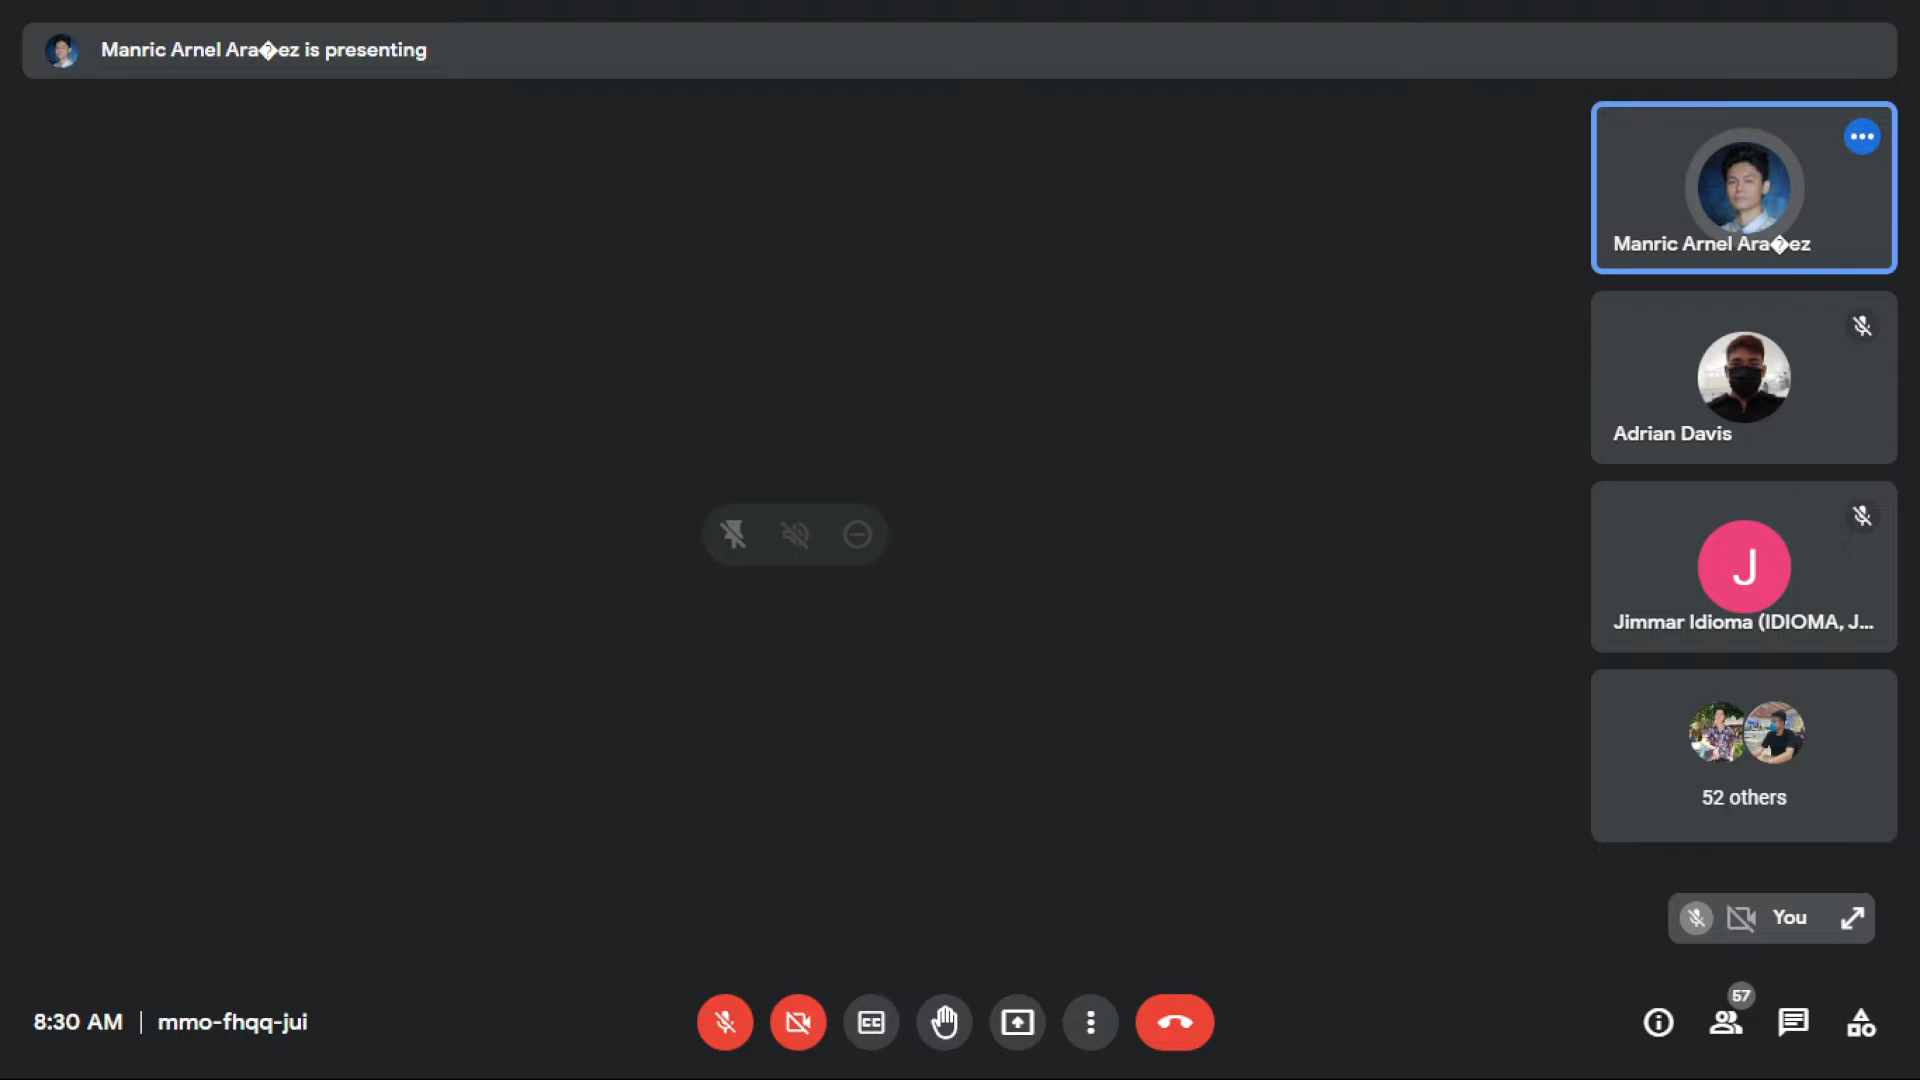 Manric Arnel Ara�ez is presenting
Manric Arnel Ara�ez
Adrian Davis
J
Jimmar Idioma (IDIOMA, J...
52 others
You
8:30 AM | mmo-fhqq-jui
CC
57